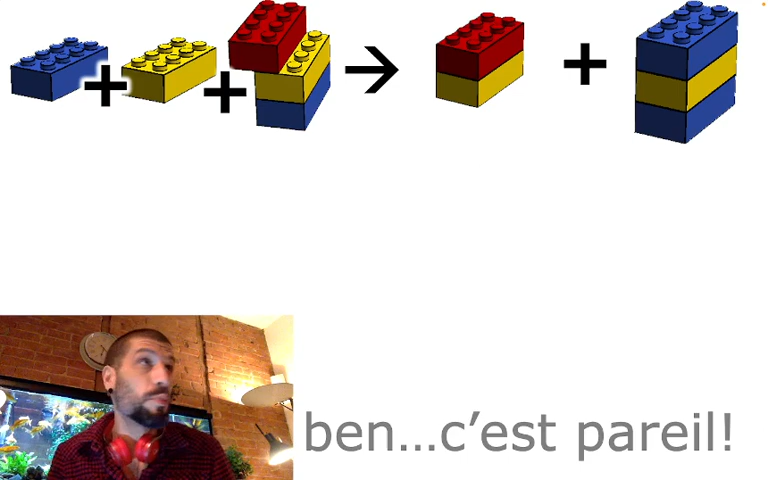 + + → +
ben...c'est pareil!